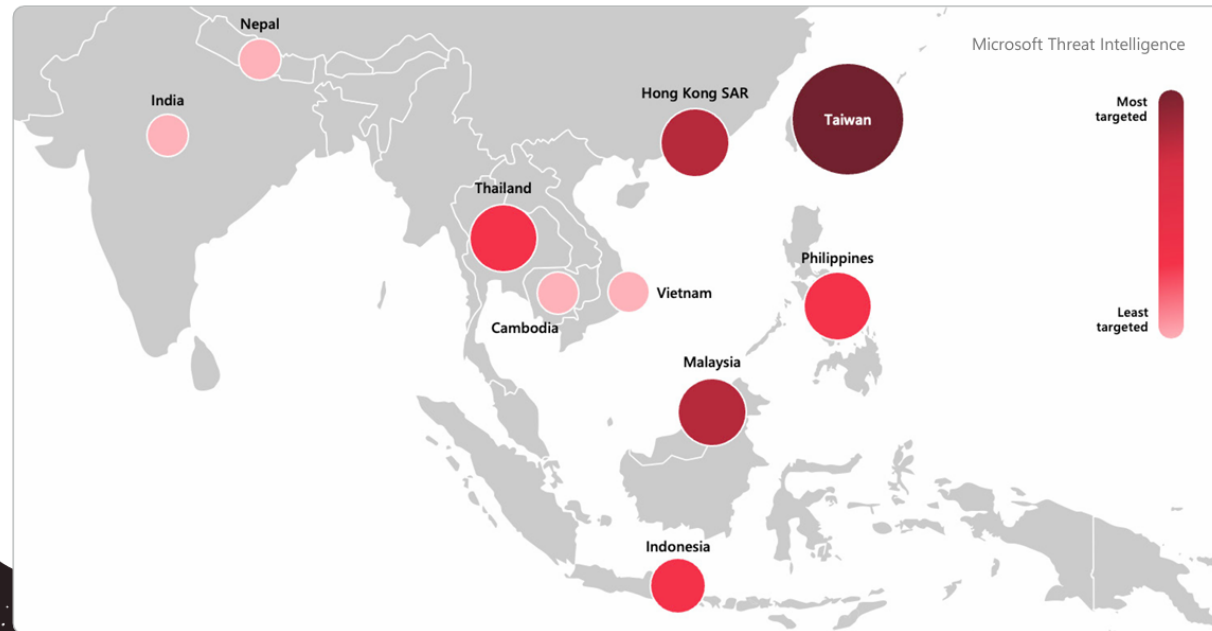 Nepal
Microsoft Threat Intelligence
India
Hong Kong SAR
Most
targeted
Taiwan
Thailand
Philippines
Vietnam
Cambodia
Least
targeted
Malaysia
Indonesia